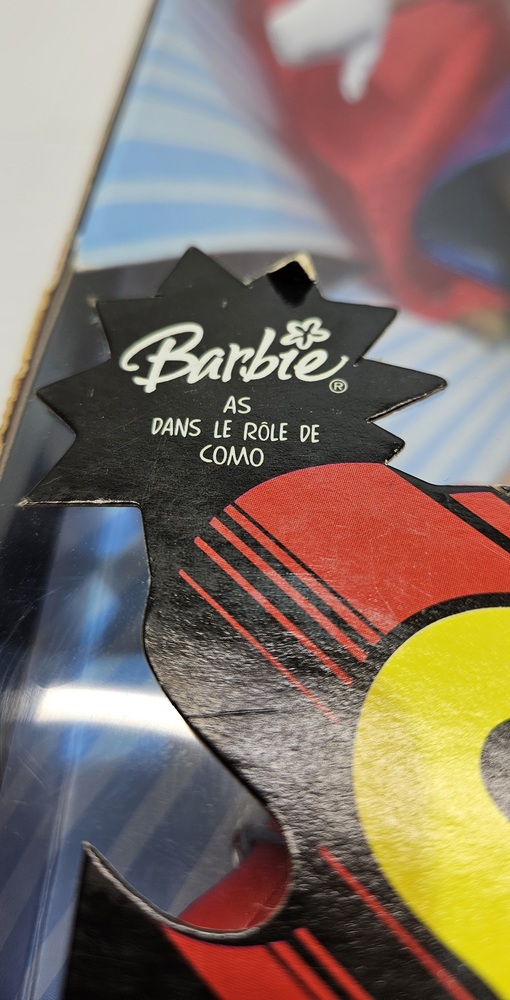 Barbie®
AS
DANS LE RÔLE DE
COMO